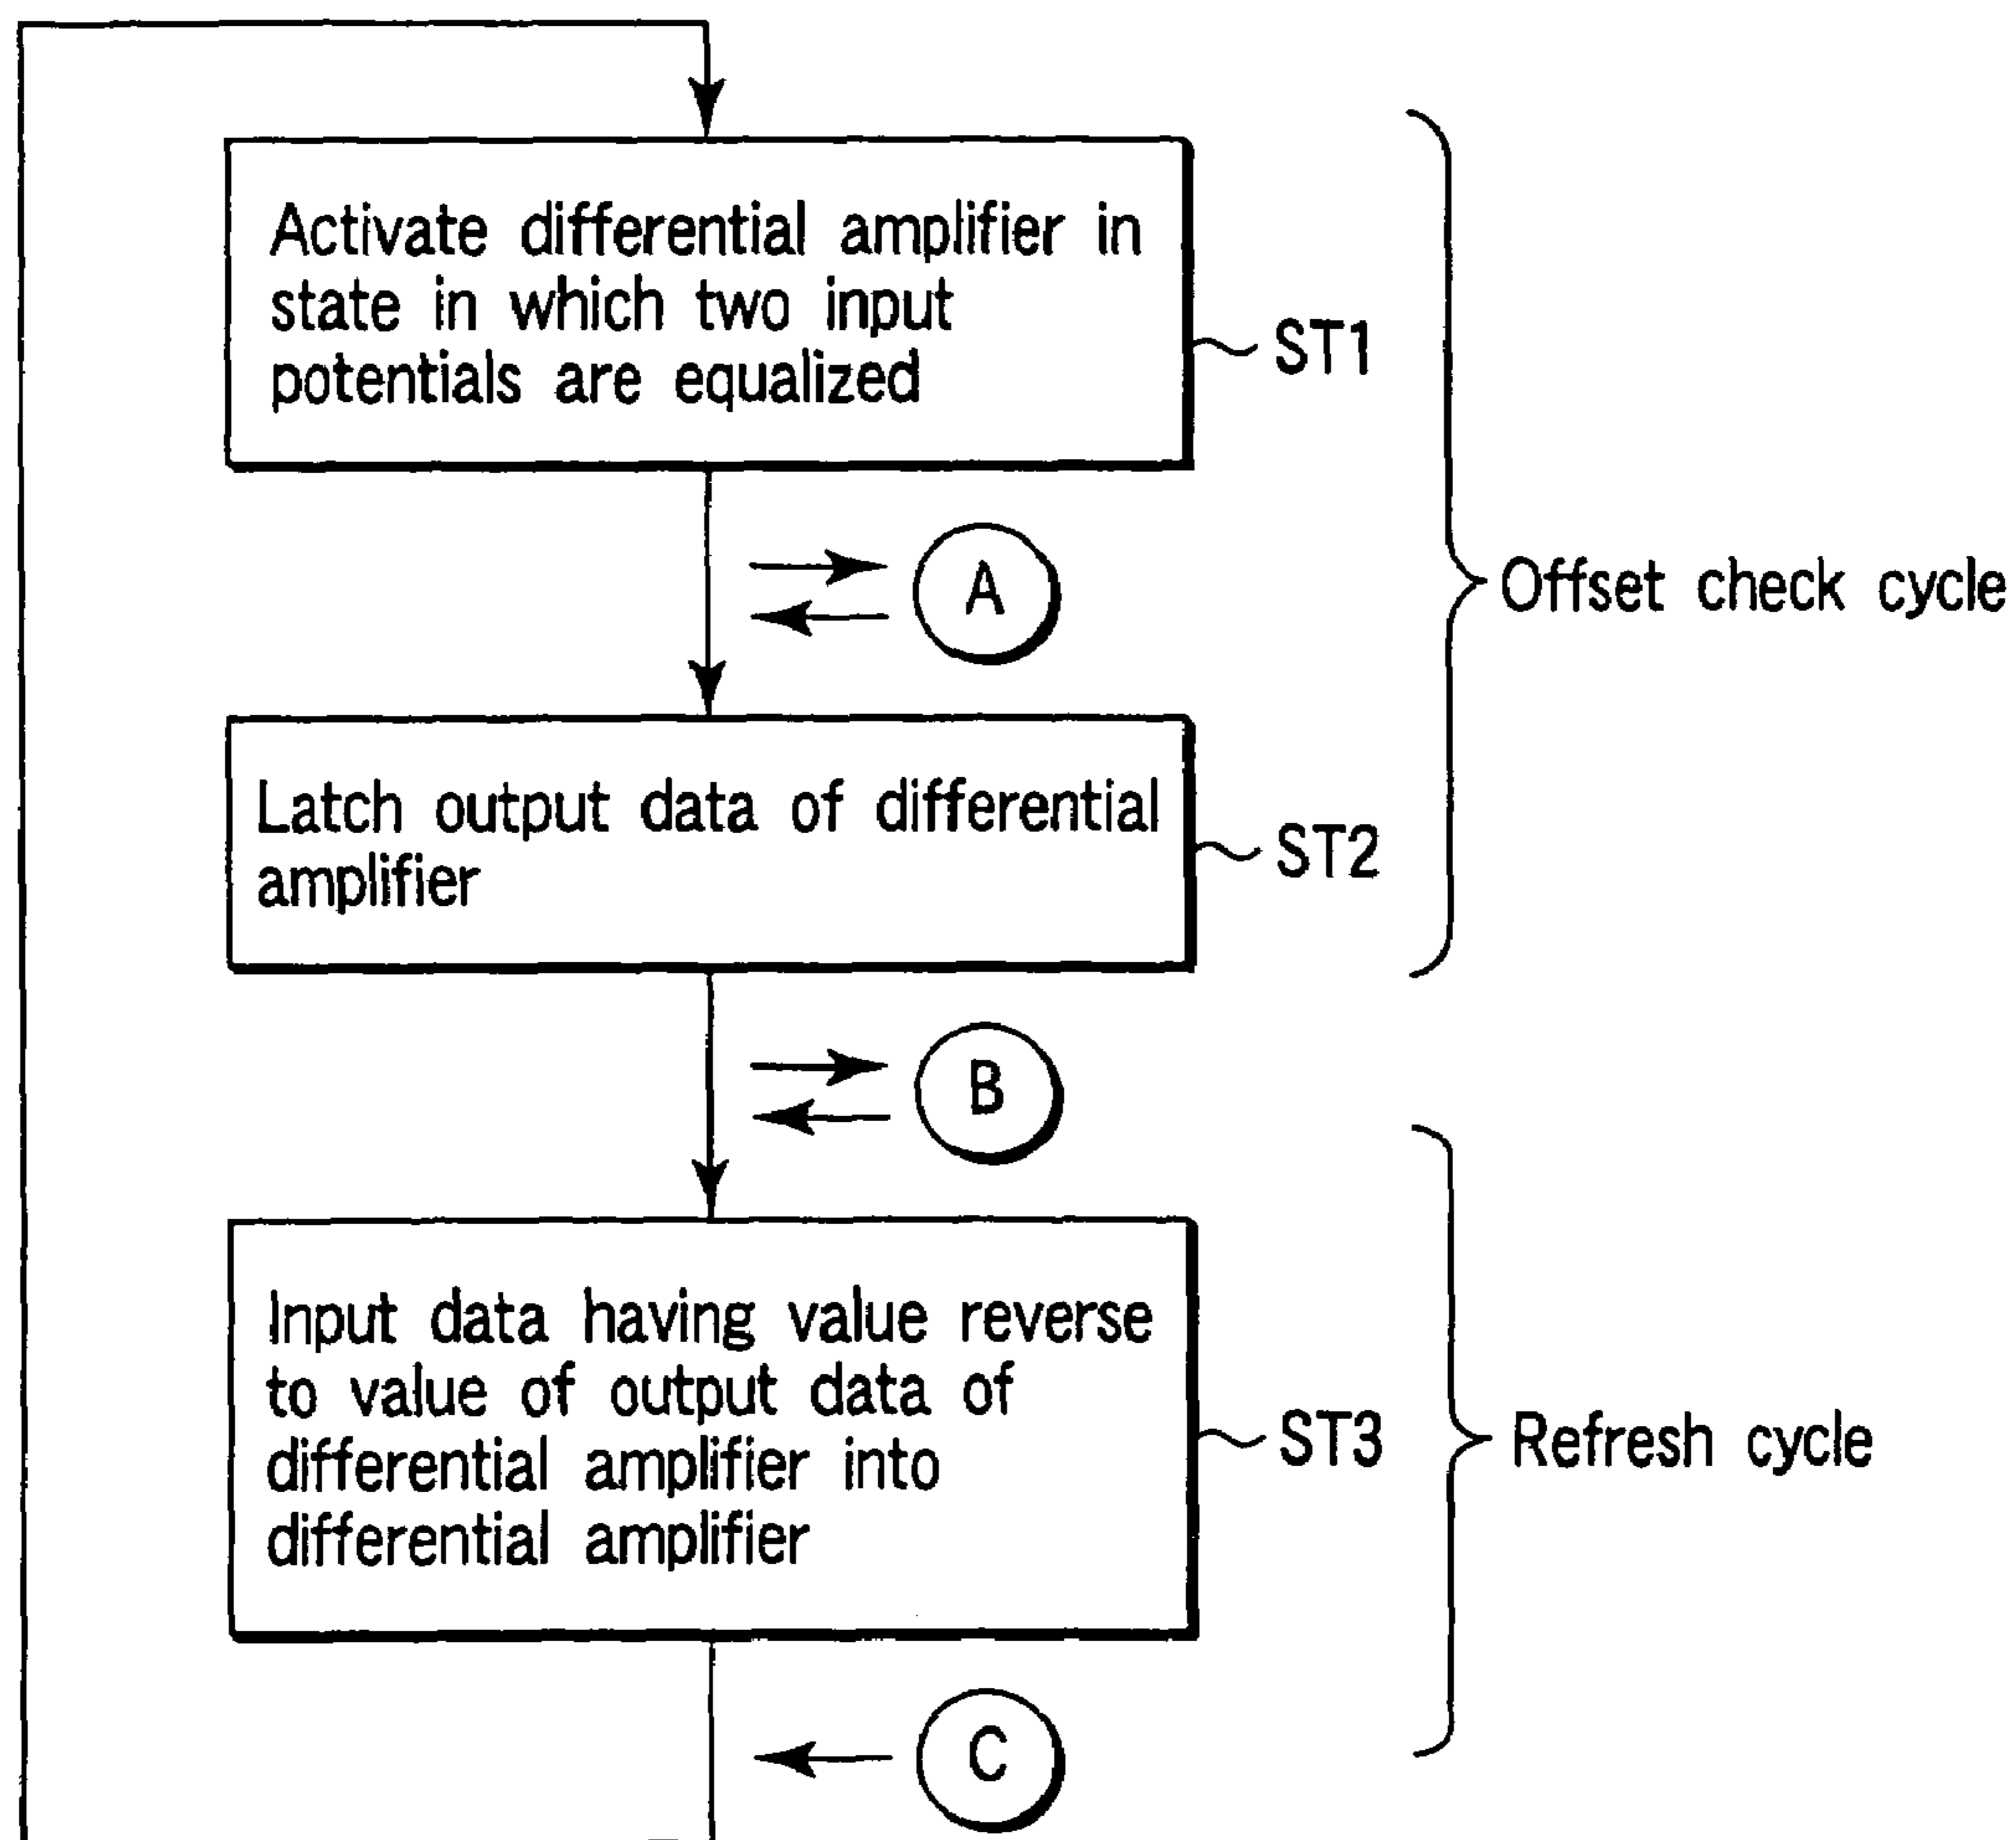 Activate differential amplifier in
state in which two input
potentials are equalized
ST1
A
Offset check cycle
Latch output data of differential
amplifier
ST2
B
Input data having value reverse
to value of output data of
differential amplifier into
differential amplifier
ST3
Refresh cycle
C